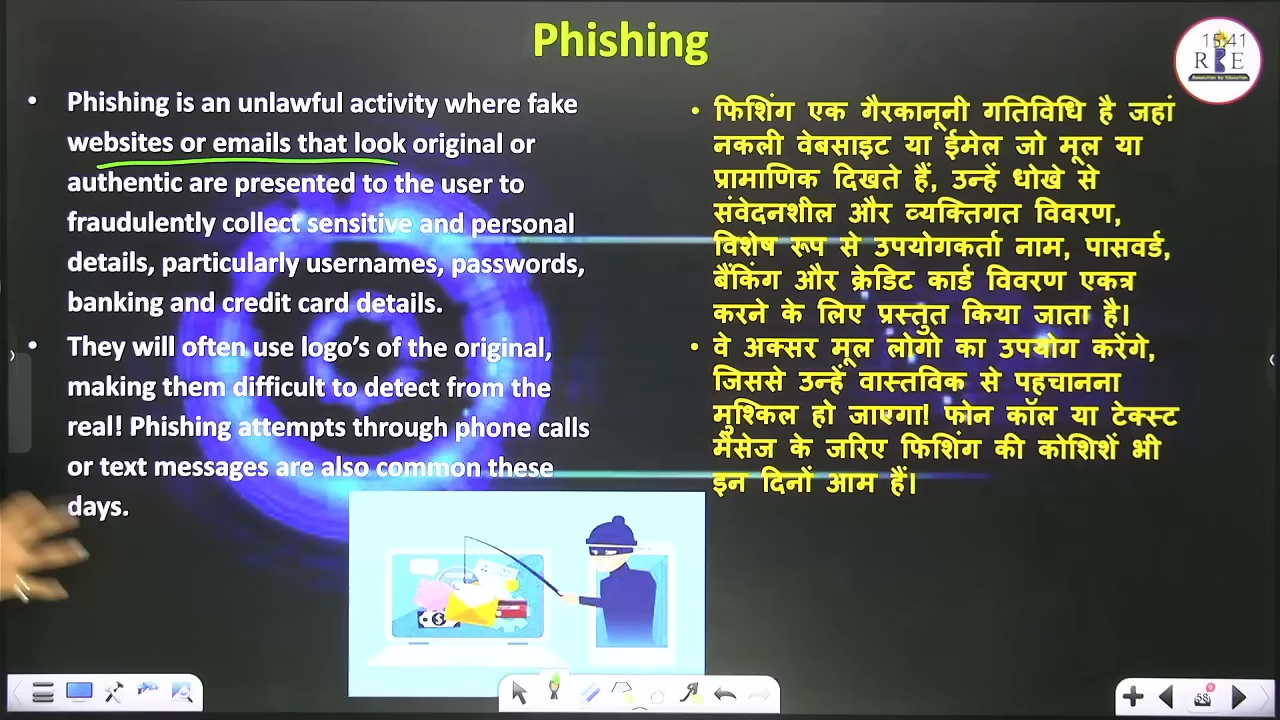 Phishing
15:41
R E
Revolution by Education
• Phishing is an unlawful activity where fake
websites or emails that look original or
authentic are presented to the user to
fraudulently collect sensitive and personal
details, particularly usernames, passwords,
banking and credit card details.
• They will often use logo’s of the original,
making them difficult to detect from the
real! Phishing attempts through phone calls
or text messages are also common these
days.
• फिशिंग एक गैरकानूनी गतिविधि है जहां
नकली वेबसाइट या ईमेल जो मूल या
प्रामाणिक दिखते हैं, उन्हें धोखे से
संवेदनशील और व्यक्तिगत विवरण,
विशेष रूप से उपयोगकर्ता नाम, पासवर्ड,
बैंकिंग और क्रेडिट कार्ड विवरण एकत्र
करने के लिए प्रस्तुत किया जाता है।
• वे अक्सर मूल लोगो का उपयोग करेंगे,
जिससे उन्हें वास्तविक से पहचानना
मुश्किल हो जाएगा! फोन कॉल या टेक्स्ट
मैसेज के जरिए फिशिंग की कोशिशें भी
इन दिनों आम हैं।
58